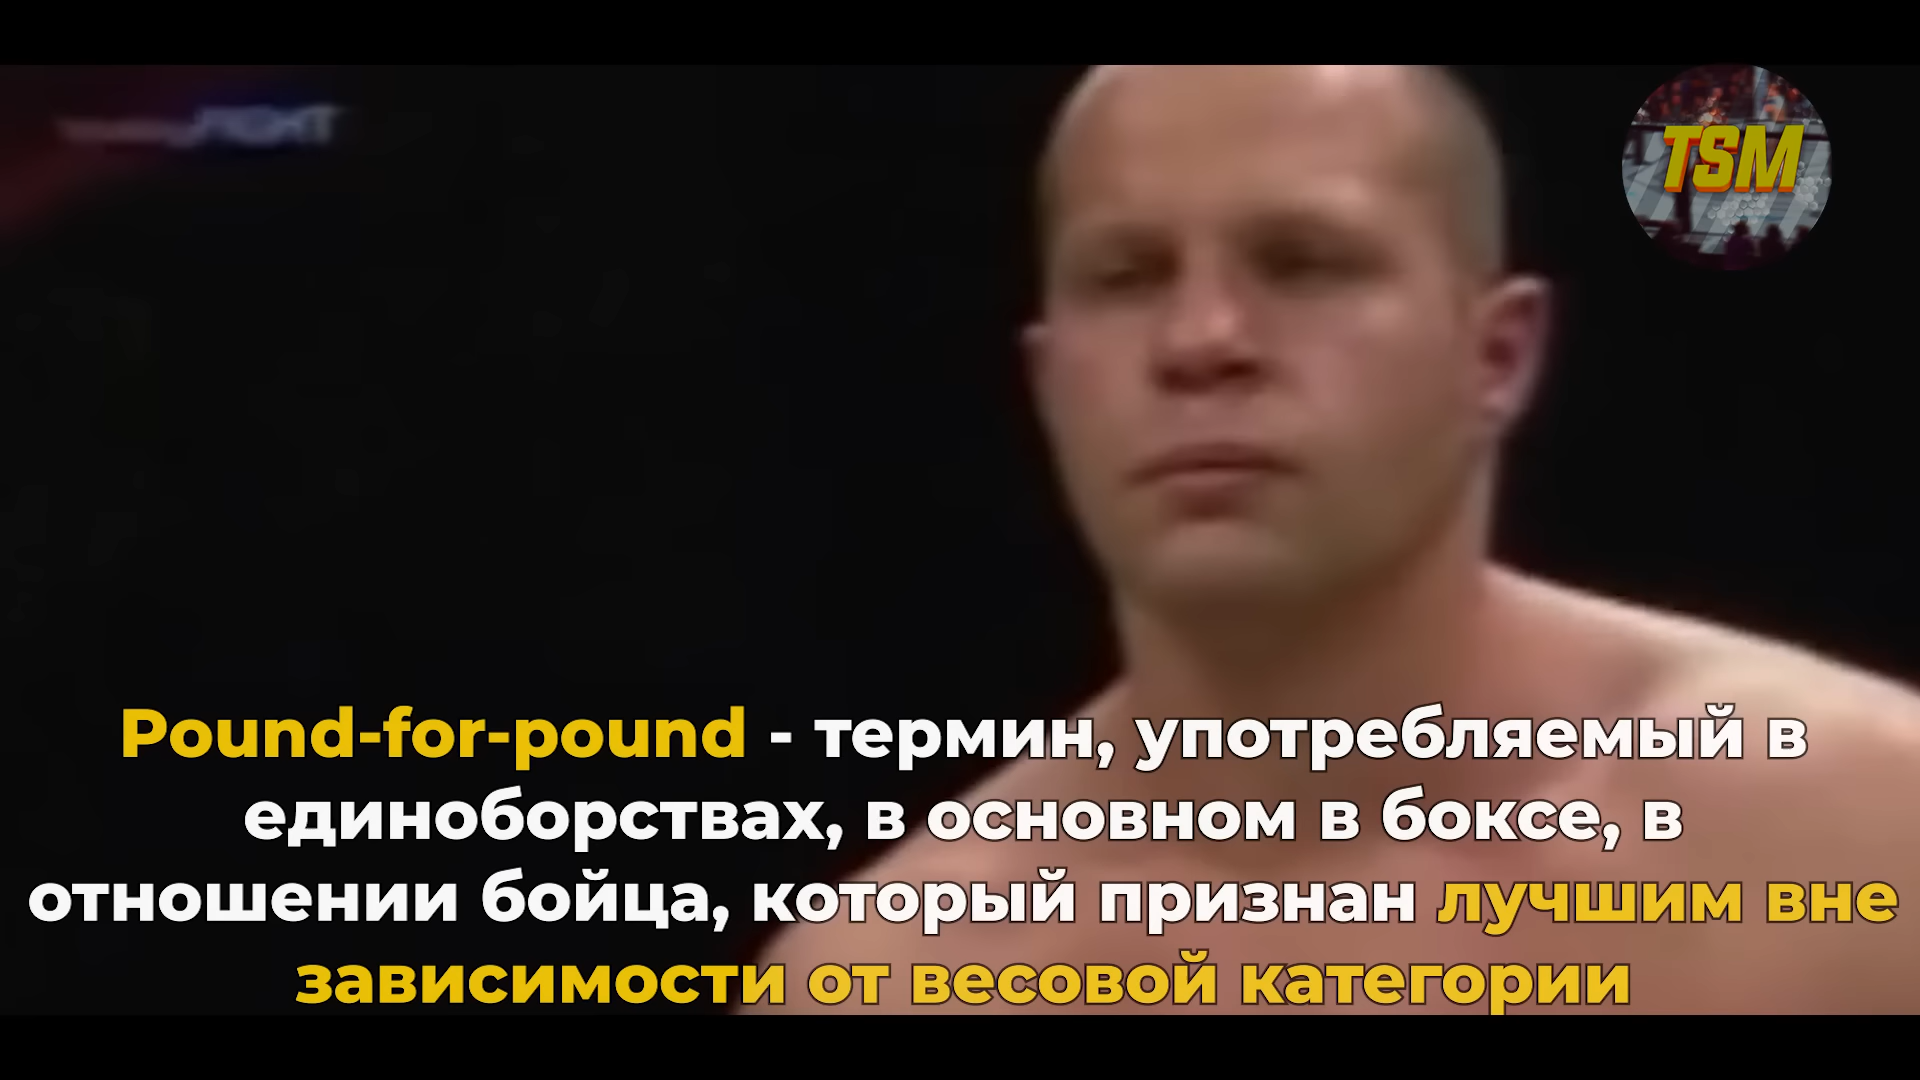 TSM
Pound-for-pound - термин, употребляемый в
единоборствах, в основном в боксе, в
отношении бойца, который признан лучшим вне
зависимости от весовой категории